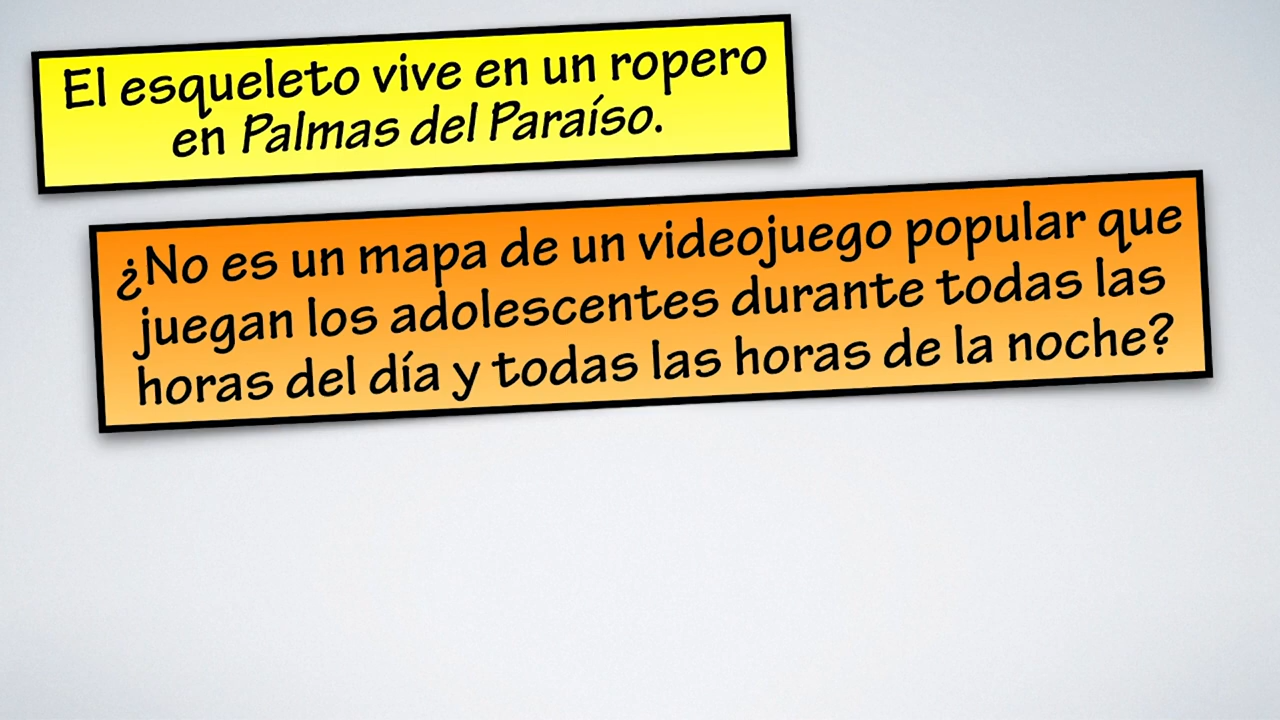 El esqueleto vive en un ropero
en Palmas del Paraíso.
¿No es un mapa de un videojuego popular que
juegan los adolescentes durante todas las
horas del día y todas las horas de la noche?